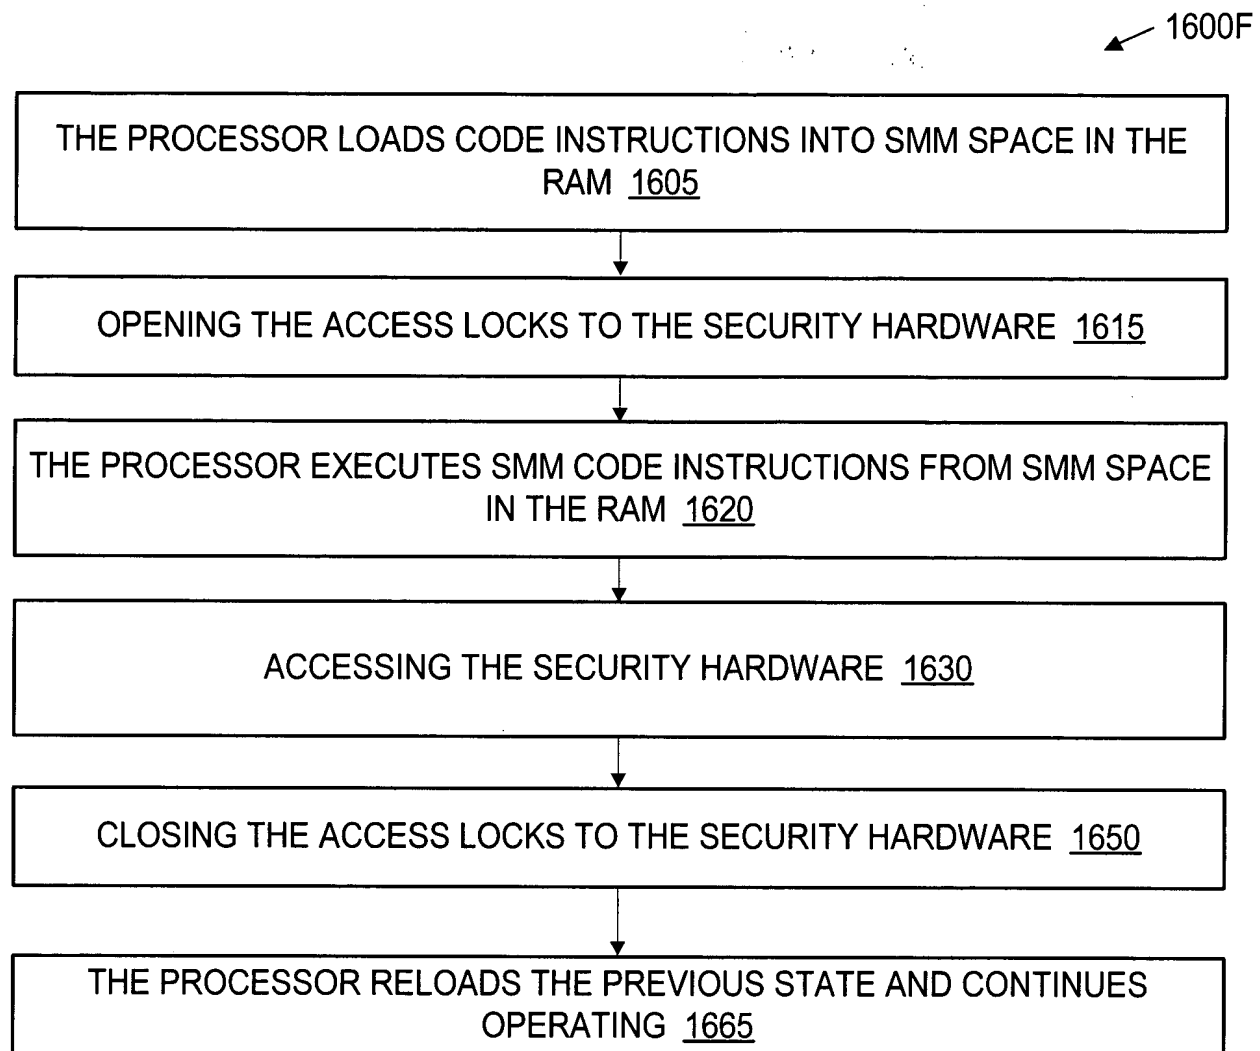 1600F
THE PROCESSOR LOADS CODE INSTRUCTIONS INTO SMM SPACE IN THE
RAM 1605
OPENING THE ACCESS LOCKS TO THE SECURITY HARDWARE 1615
THE PROCESSOR EXECUTES SMM CODE INSTRUCTIONS FROM SMM SPACE
IN THE RAM 1620
ACCESSING THE SECURITY HARDWARE 1630
CLOSING THE ACCESS LOCKS TO THE SECURITY HARDWARE 1650
THE PROCESSOR RELOADS THE PREVIOUS STATE AND CONTINUES
OPERATING 1665